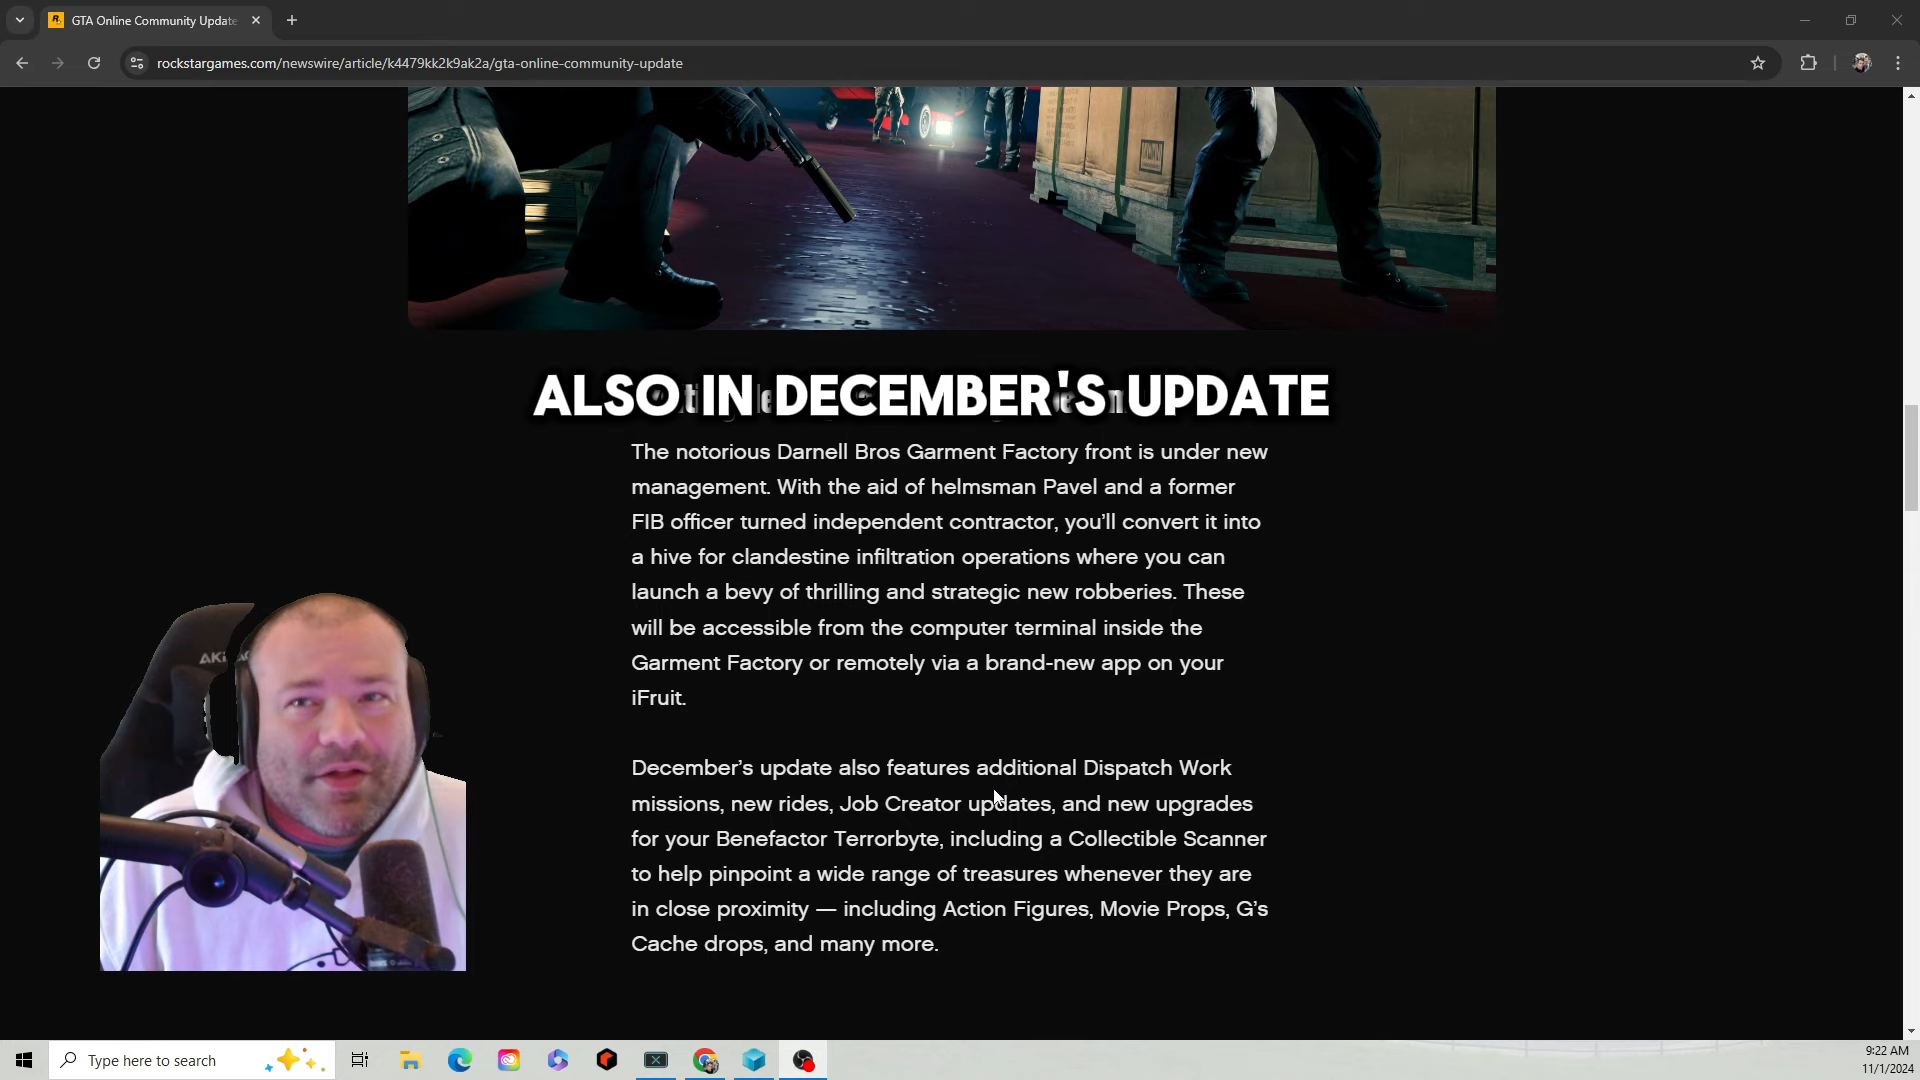 GTA Online Community Update
rockstargames.com/newswire/article/k4479kk2k9ak2a/gta-online-community-update
ALSO IN DECEMBER'S UPDATE
The notorious Darnell Bros Garment Factory front is under new
management. With the aid of helmsman Pavel and a former
FIB officer turned independent contractor, you’ll convert it into
a hive for clandestine infiltration operations where you can
launch a bevy of thrilling and strategic new robberies. These
will be accessible from the computer terminal inside the
Garment Factory or remotely via a brand-new app on your
iFruit.
December’s update also features additional Dispatch Work
missions, new rides, Job Creator updates, and new upgrades
for your Benefactor Terrorbyte, including a Collectible Scanner
to help pinpoint a wide range of treasures whenever they are
in close proximity — including Action Figures, Movie Props, G’s
Cache drops, and many more.
Type here to search
9:22 AM
11/1/2024